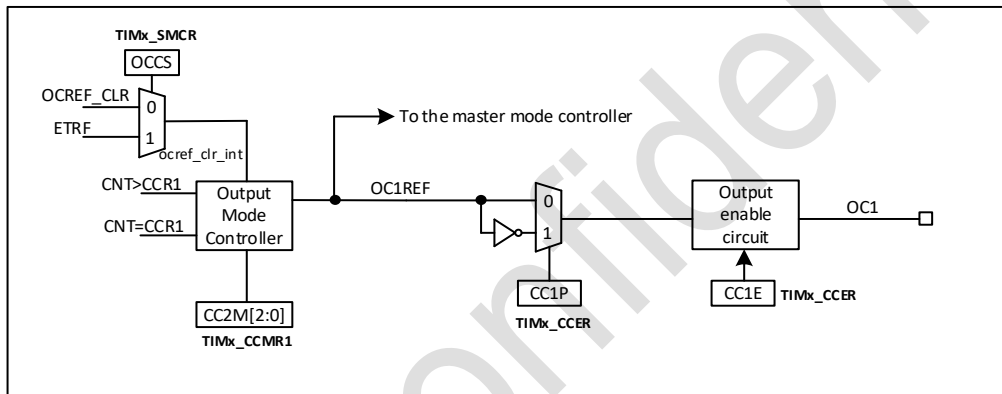 TIMx_SMCR
OCCS
OCREF_CLR
0
ETRF
1
ocref_clr_int
To the master mode controller
CNT>CCR1
CNT=CCR1
Output
Mode
Controller
OC1REF
0
1
Output
enable
circuit
OC1
CC2M[2:0]
TIMx_CCMR1
CC1P
TIMx_CCER
CC1E
TIMx_CCER
onfiden